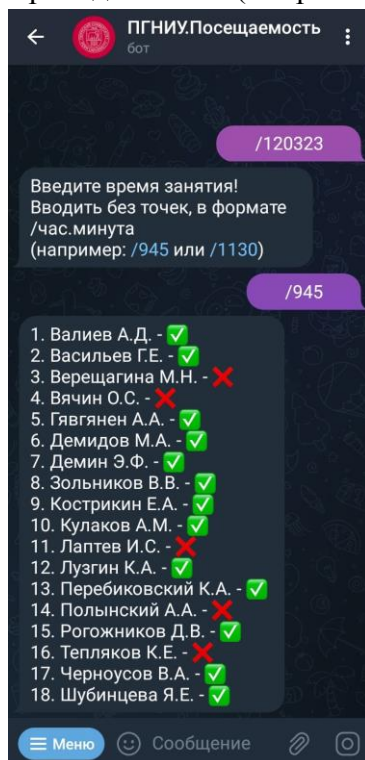 ПГНИУ.Посещаемость
бот
/120323
Введите время занятия!
Вводить без точек, в формате
/час.минута
(например: /945 или /1130)
/945
1. Валиев А.Д. - ✅
2. Васильев Г.Е. - ✅
3. Верещагина М.Н. - ❌
4. Вячин О.С. - ❌
5. Гявгянен А.А. - ✅
6. Демидов М.А. - ✅
7. Демин Э.Ф. - ✅
8. Зольников В.В. - ✅
9. Кострикин Е.А. - ✅
10. Кулаков А.М. - ✅
11. Лаптев И.С. - ❌
12. Лузгин К.А. - ✅
13. Перебиковский К.А. - ✅
14. Полынский А.А. - ❌
15. Рогожников Д.В. - ✅
16. Тепляков К.Е. - ❌
17. Черноусов В.А. - ✅
18. Шубинцева Я.Е. - ✅
Меню Сообщение